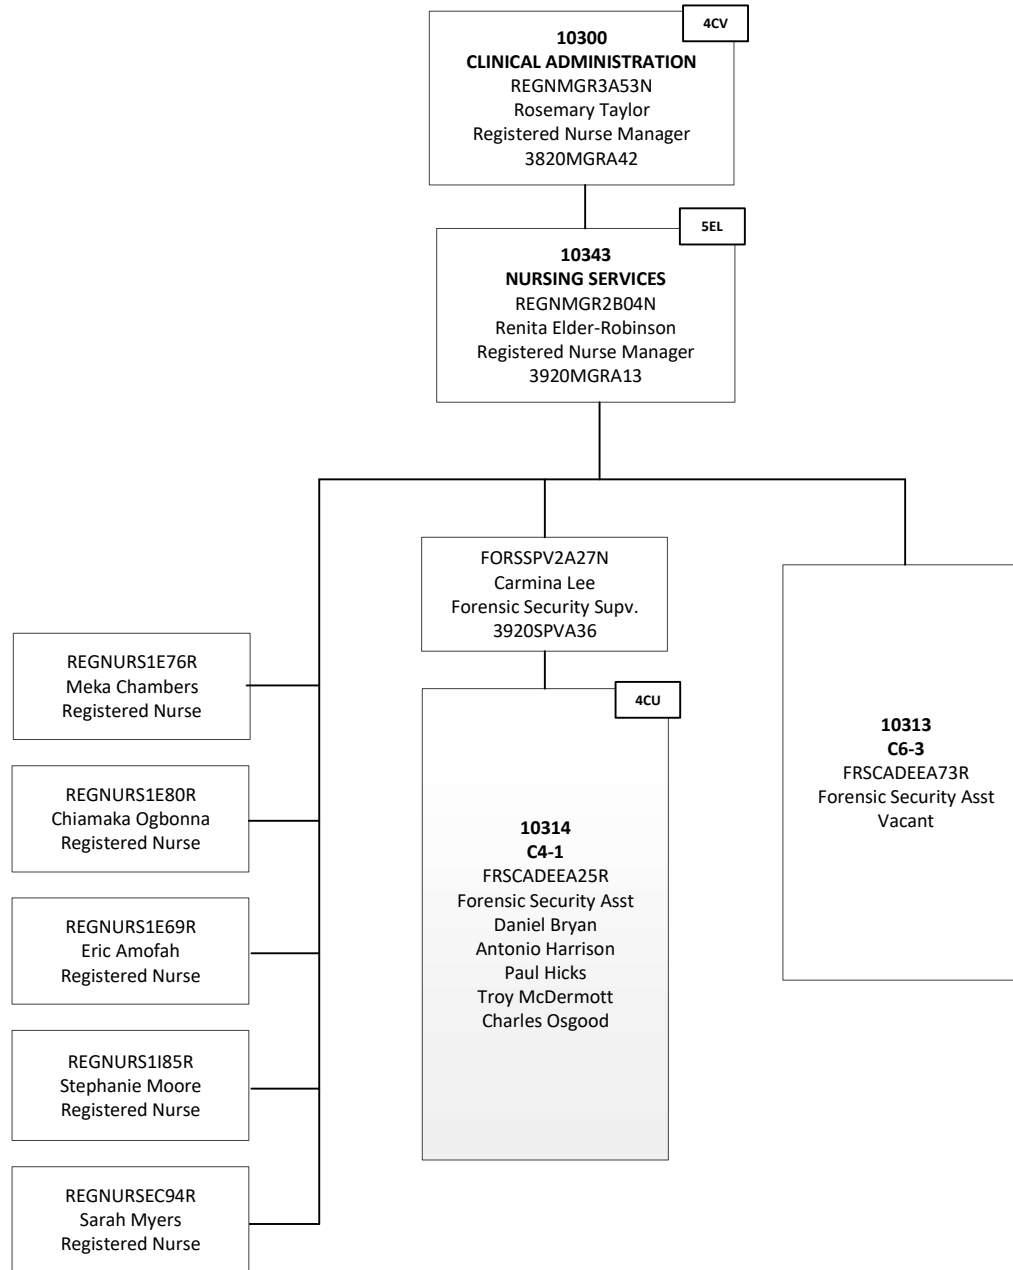 4CV
10300
CLINICAL ADMINISTRATION
REGNMGR3A53N
Rosemary Taylor
Registered Nurse Manager
3820MGRA42
5EL
10343
NURSING SERVICES
REGNMGR2B04N
Renita Elder-Robinson
Registered Nurse Manager
3920MGRA13
FORSSPV2A27N
Carmina Lee
Forensic Security Supv.
3920SPVA36
REGNURS1E76R
Meka Chambers
Registered Nurse
REGNURS1E80R
Chiamaka Ogbonna
Registered Nurse
REGNURS1E69R
Eric Amofah
Registered Nurse
REGNURS1I85R
Stephanie Moore
Registered Nurse
REGNURSEC94R
Sarah Myers
Registered Nurse
4CU
10314
C4-1
FRSCADEEA25R
Forensic Security Asst
Daniel Bryan
Antonio Harrison
Paul Hicks
Troy McDermott
Charles Osgood
10313
C6-3
FRSCADEEA73R
Forensic Security Asst
Vacant